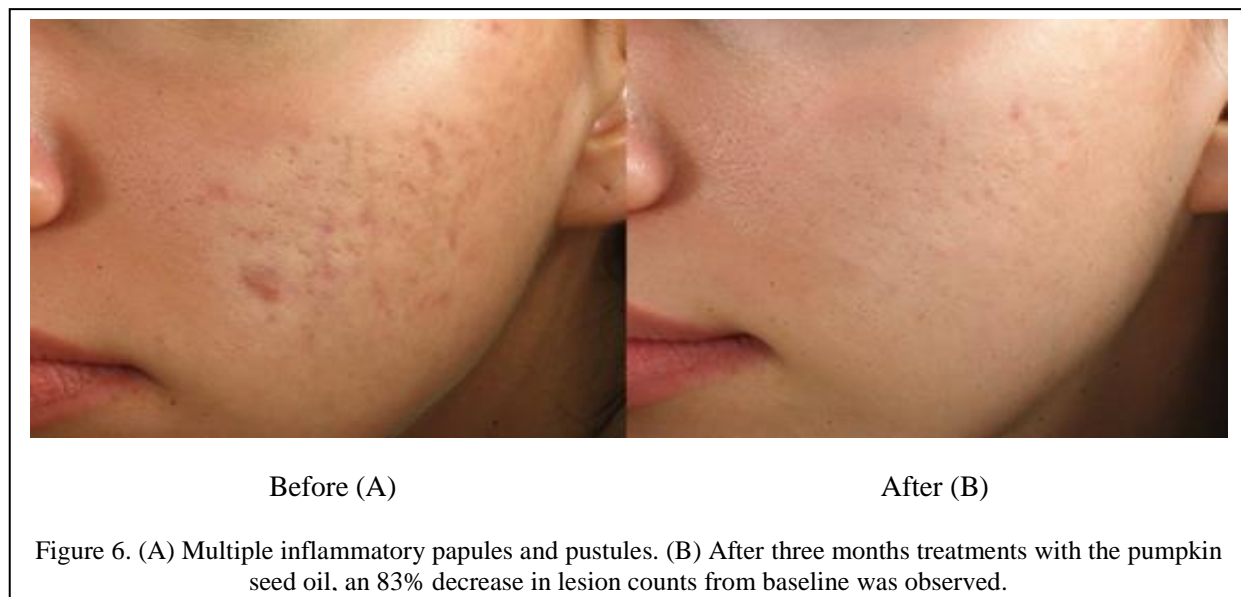 Before (A)
After (B)
Figure 6. (A) Multiple inflammatory papules and pustules. (B) After three months treatments with the pumpkin
seed oil, an 83% decrease in lesion counts from baseline was observed.